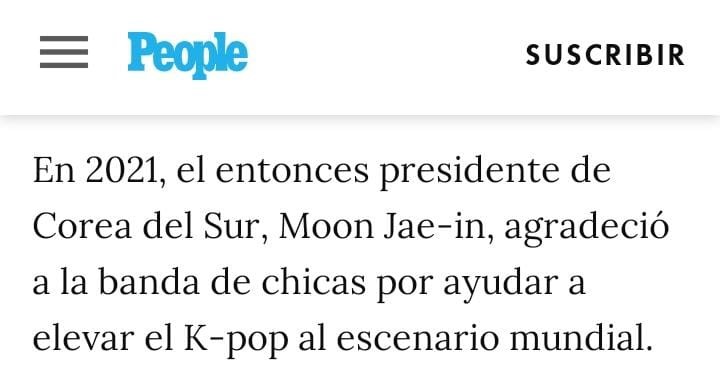 People
SUSCRIBIR
En 2021, el entonces presidente de
Corea del Sur, Moon Jae-in, agradeció
a la banda de chicas por ayudar a
elevar el K-pop al escenario mundial.